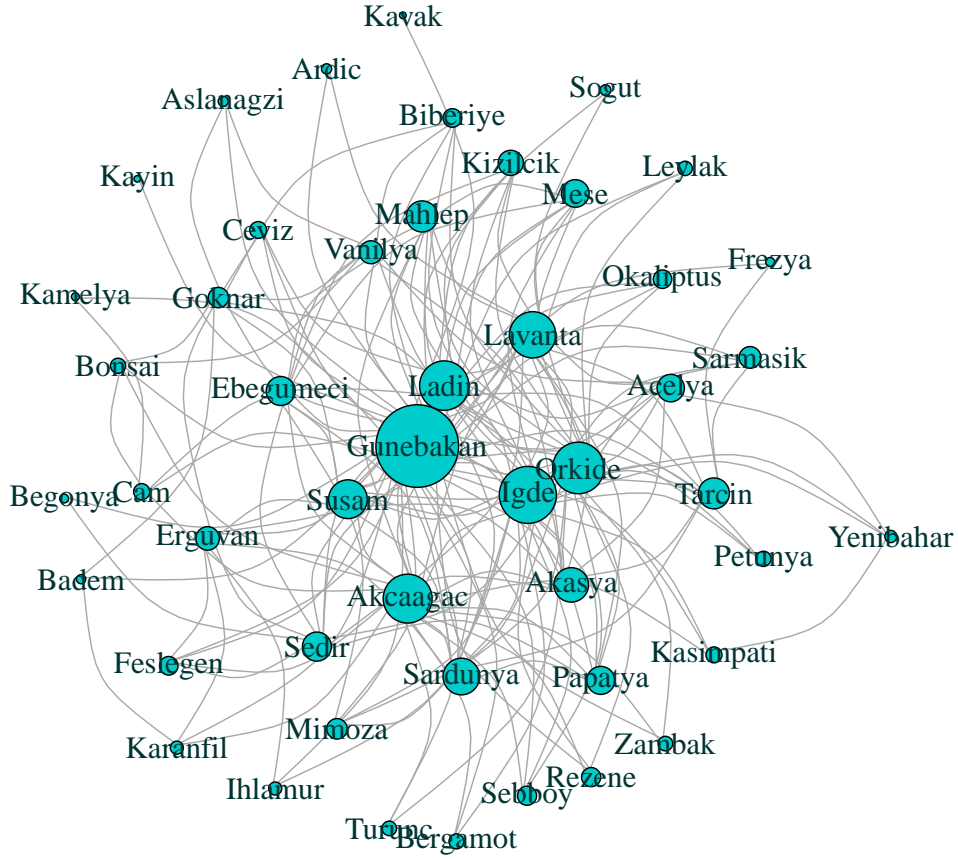 Kavak
Ardic
Aslanagzi
Sogut
Biberiye
Kizilcik
Leylak
Kayin
Mese
Mahlep
Ceviz
Vanilya
Frezya
Okaliptus
Kamelya
Goknar
Lavanta
Sarmasik
Bonsai
Ebegumeci
Ladin
Acelya
Gunebakan
Orkide
Begonya
Cam
Susam
Igde
Tarcin
Erguvan
Yenibahar
Petunya
Badem
Akcaagac
Akasya
Sedir
Kasimpati
Feslegen
Sardunya
Papatya
Mimoza
Karanfil
Zambak
Ihlamur
Rezene
Sebboy
Turunc
Bergamot